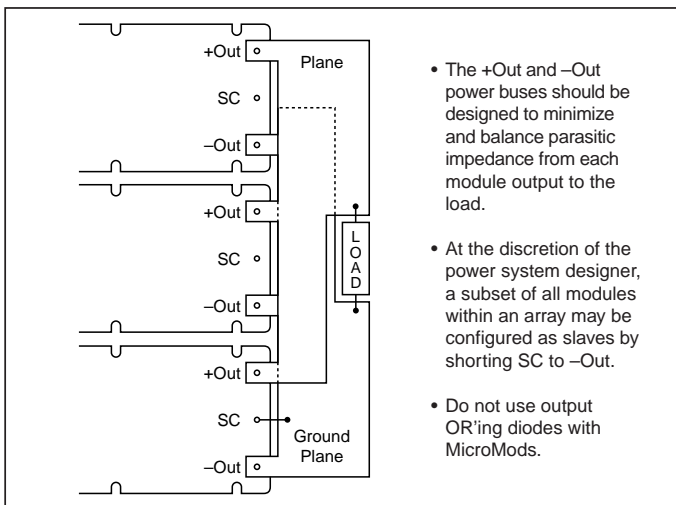 +Out
Plane
SC
–Out
+Out
SC
–Out
LOAD
+Out
SC
Ground
Plane
–Out
• The +Out and –Out
power buses should be
designed to minimize
and balance parasitic
impedance from each
module output to the
load.
• At the discretion of the
power system designer,
a subset of all modules
within an array may be
configured as slaves by
shorting SC to –Out.
• Do not use output
OR'ing diodes with
MicroMods.